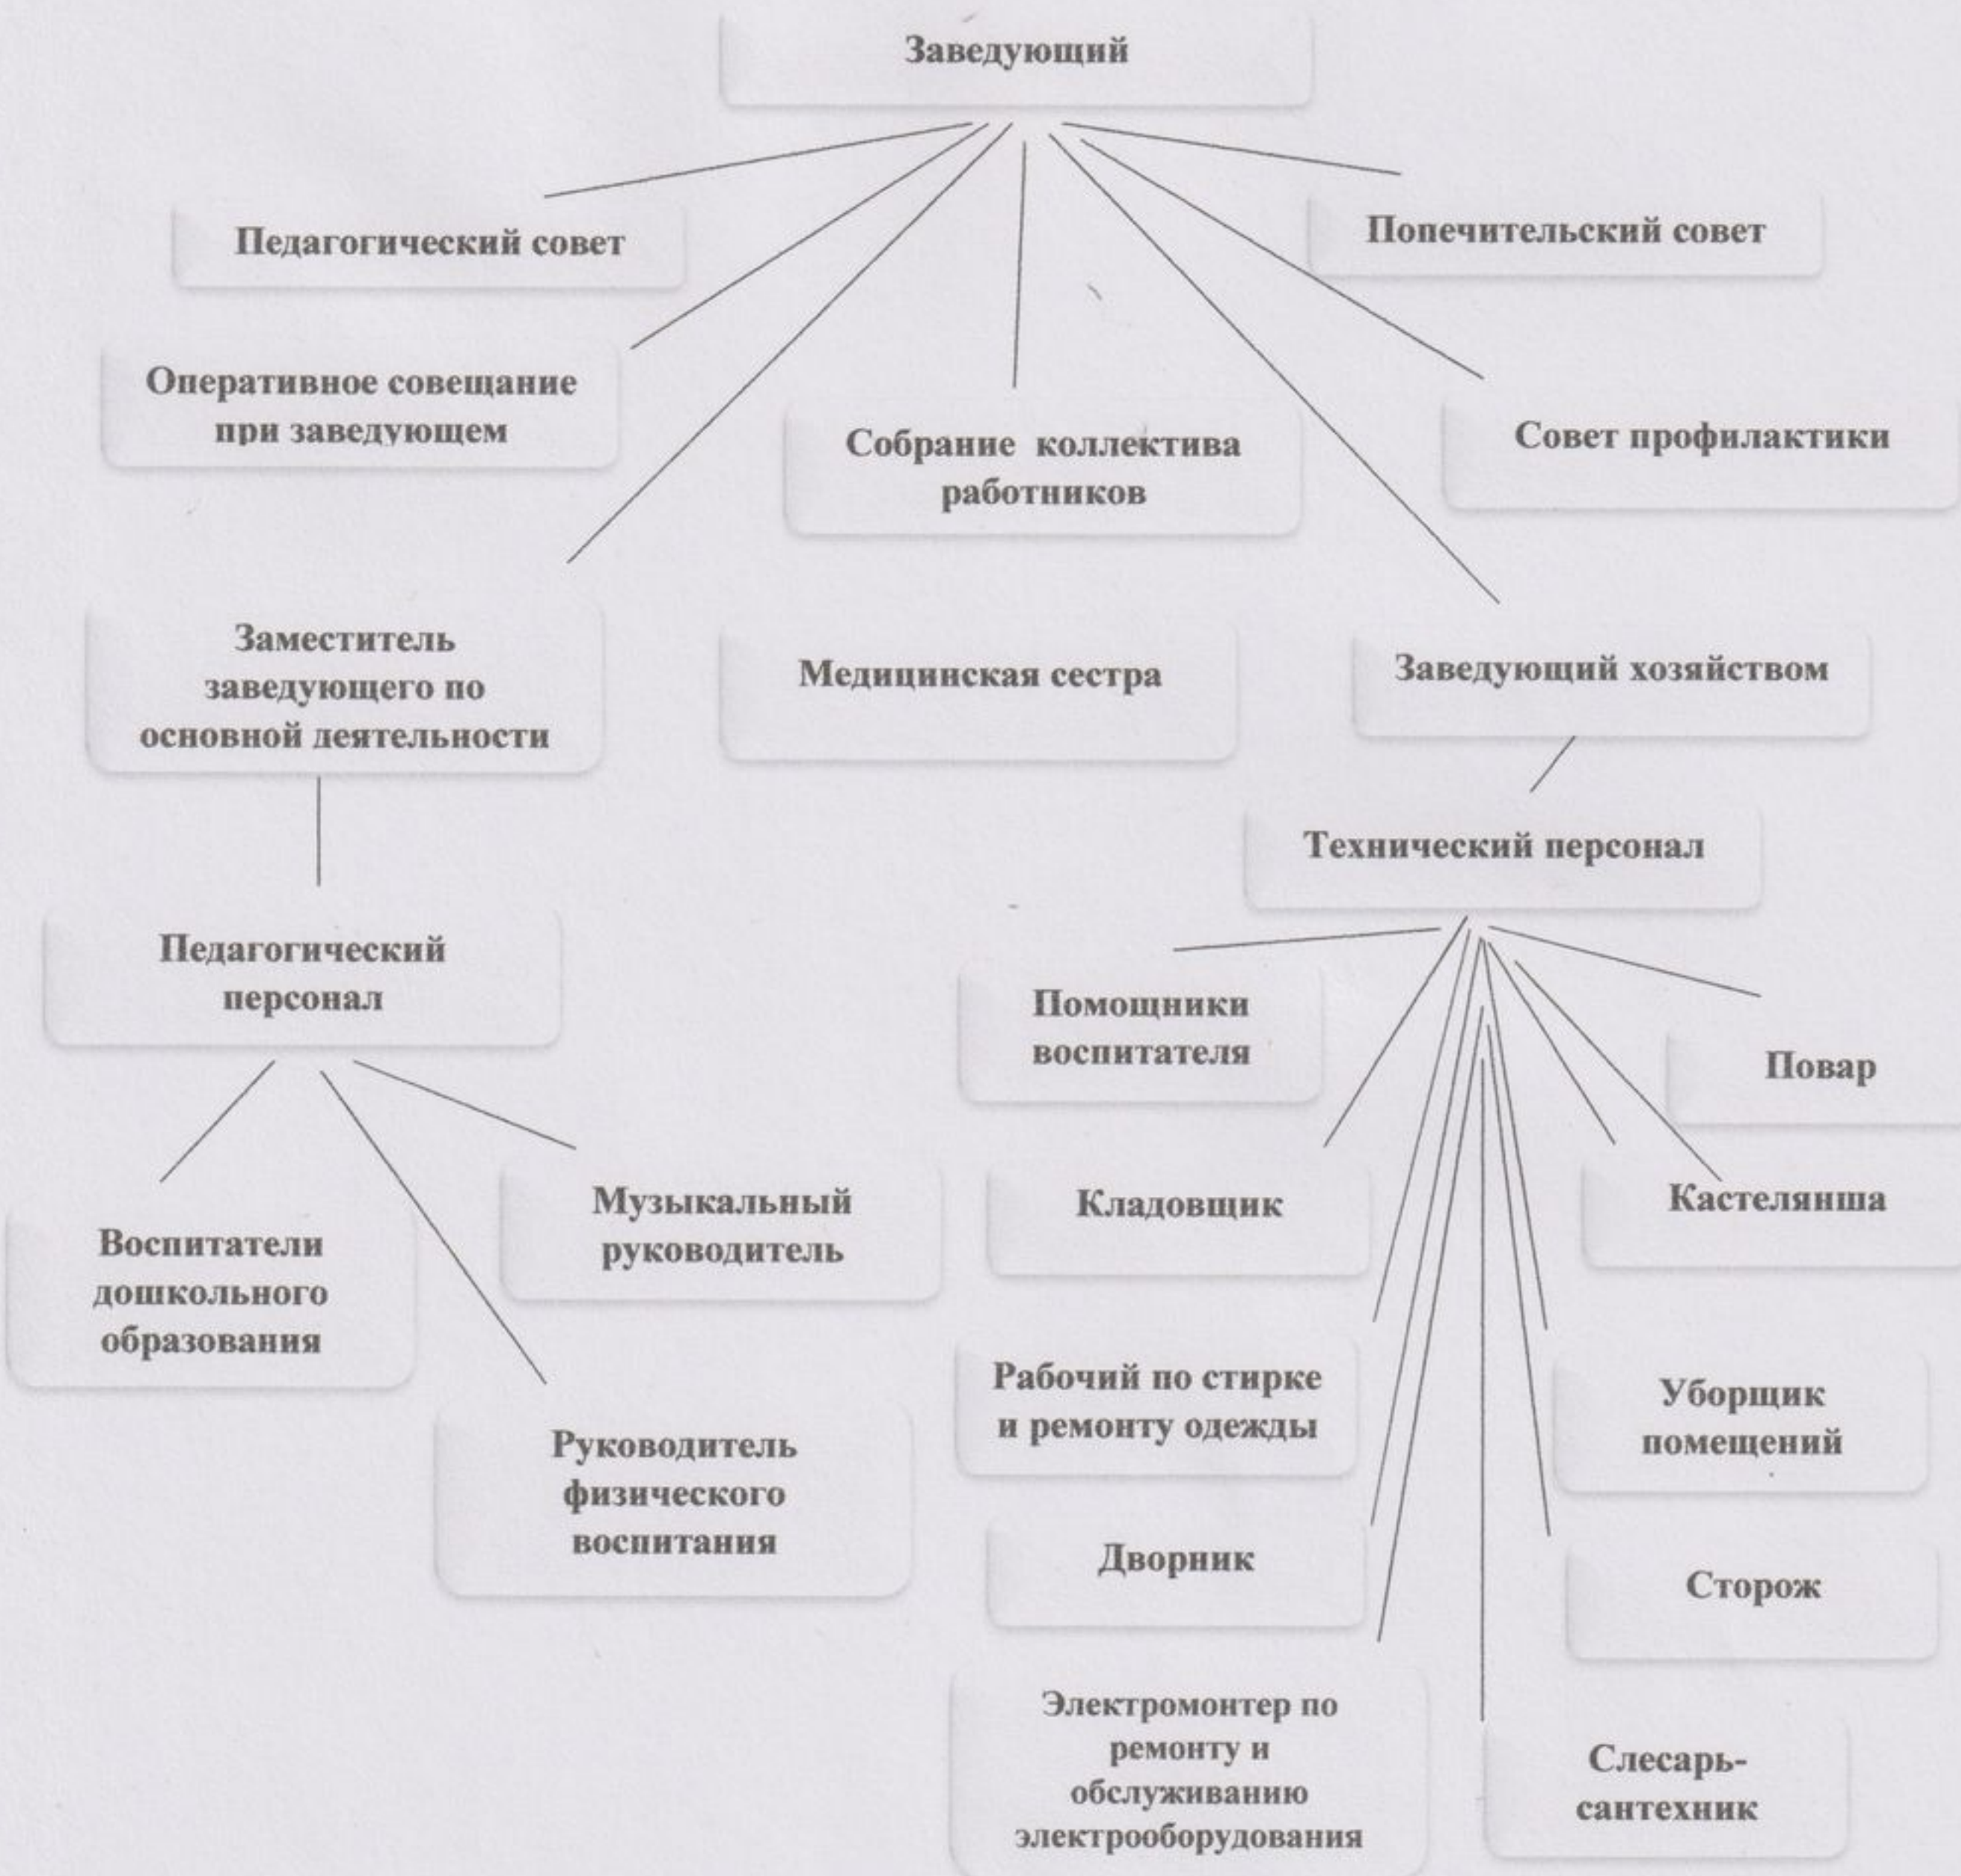 Заведующий
Педагогический совет
Попечительский совет
Оперативное совещание
при заведующем
Собрание коллектива
работников
Совет профилактики
Заместитель
заведующего по
основной деятельности
Медицинская сестра
Заведующий хозяйством
Технический персонал
Педагогический
персонал
Помощники
воспитателя
Повар
Воспитатели
дошкольного
образования
Музыкальный
руководитель
Кладовщик
Кастелянша
Руководитель
физического
воспитания
Рабочий по стирке
и ремонту одежды
Уборщик
помещений
Дворник
Сторож
Электромонтер по
ремонту и
обслуживанию
электрооборудования
Слесарь-
сантехник